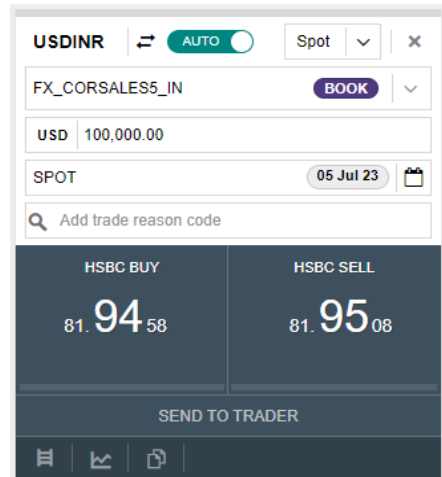 USDINR AUTO Spot
FX_CORSALES5_IN BOOK
USD 100,000.00
SPOT 05 Jul 23
Add trade reason code
HSBC BUY HSBC SELL
81.9458 81.9508
SEND TO TRADER